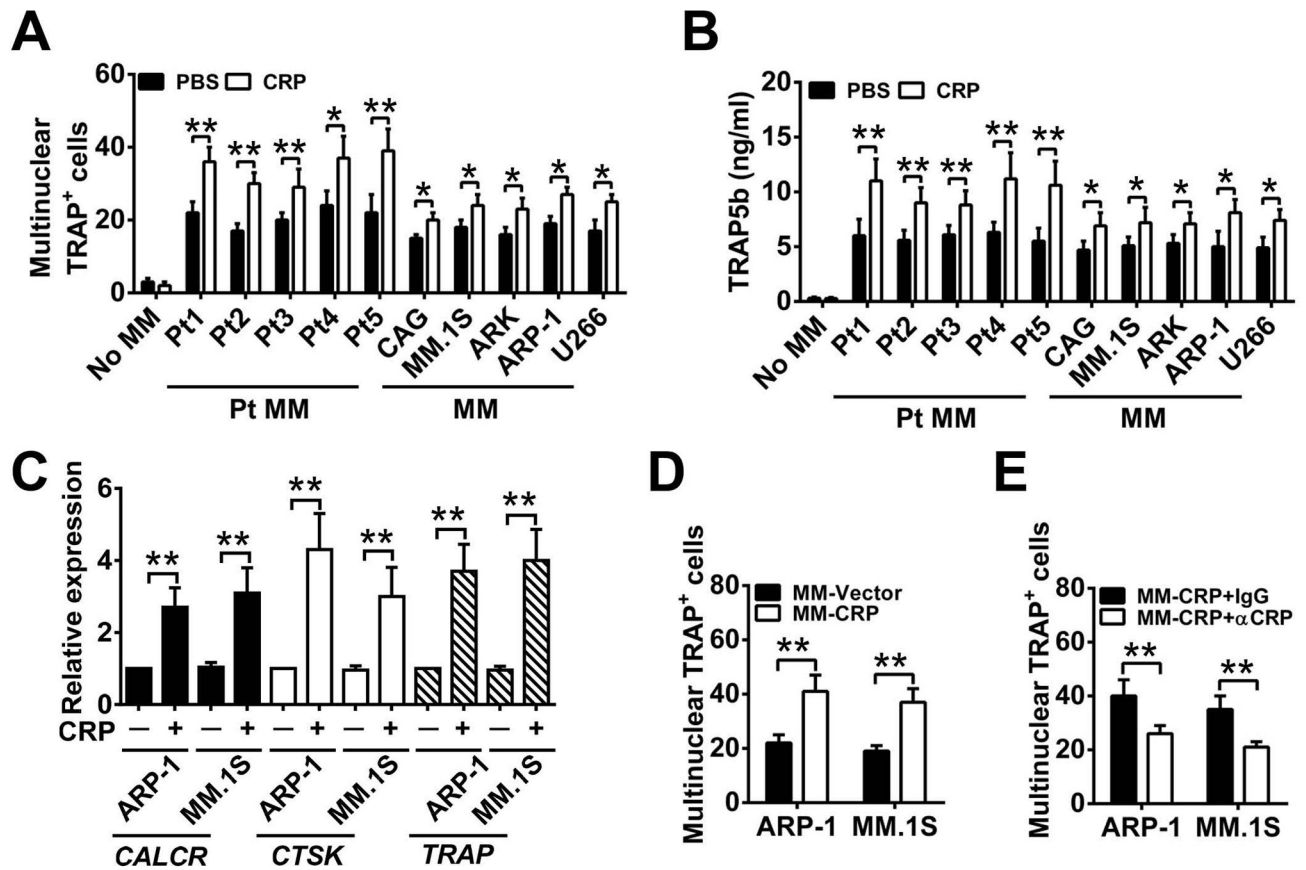 A
Multinuclear
TRAP+ cells
PBS CRP
60
40
20
0
** ** ** * ** * * * * *
No MM Pt1 Pt2 Pt3 Pt4 Pt5 CAG MM.1S ARK ARP-1 U266
Pt MM MM
B
TRAP5b (ng/ml)
PBS CRP
20
15
10
5
0
** ** ** ** ** * * * * *
No MM Pt1 Pt2 Pt3 Pt4 Pt5 CAG MM.1S ARK ARP-1 U266
Pt MM MM
C
Relative expression
6
4
2
0
** ** ** ** ** **
CRP — + — + — + — + — + — +
ARP-1 MM.1S ARP-1 MM.1S ARP-1 MM.1S
CALCR CTSK TRAP
D
Multinuclear TRAP+ cells
MM-Vector
MM-CRP
80
60
40
20
0
** **
ARP-1 MM.1S
E
Multinuclear TRAP+ cells
MM-CRP+IgG
MM-CRP+αCRP
80
60
40
20
0
** **
ARP-1 MM.1S